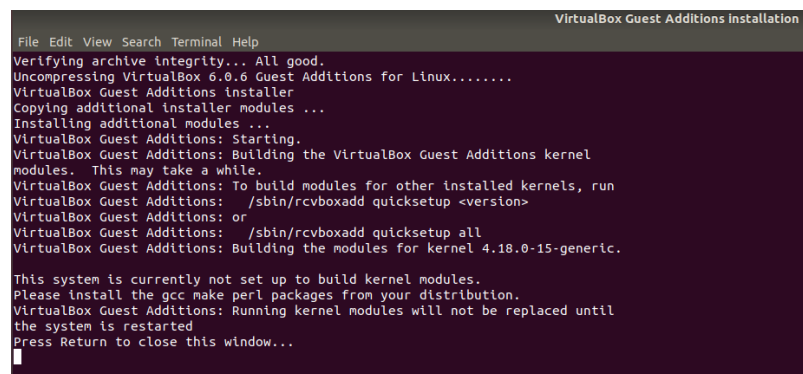 VirtualBox Guest Additions installation
File Edit View Search Terminal Help
Verifying archive integrity... All good.
Uncompressing VirtualBox 6.0.6 Guest Additions for Linux........
VirtualBox Guest Additions installer
Copying additional installer modules ...
Installing additional modules ...
VirtualBox Guest Additions: Starting.
VirtualBox Guest Additions: Building the VirtualBox Guest Additions kernel
modules.  This may take a while.
VirtualBox Guest Additions: To build modules for other installed kernels, run
VirtualBox Guest Additions:   /sbin/rcvboxadd quicksetup <version>
VirtualBox Guest Additions: or
VirtualBox Guest Additions:   /sbin/rcvboxadd quicksetup all
VirtualBox Guest Additions: Building the modules for kernel 4.18.0-15-generic.
This system is currently not set up to build kernel modules.
Please install the gcc make perl packages from your distribution.
VirtualBox Guest Additions: Running kernel modules will not be replaced until
the system is restarted
Press Return to close this window...